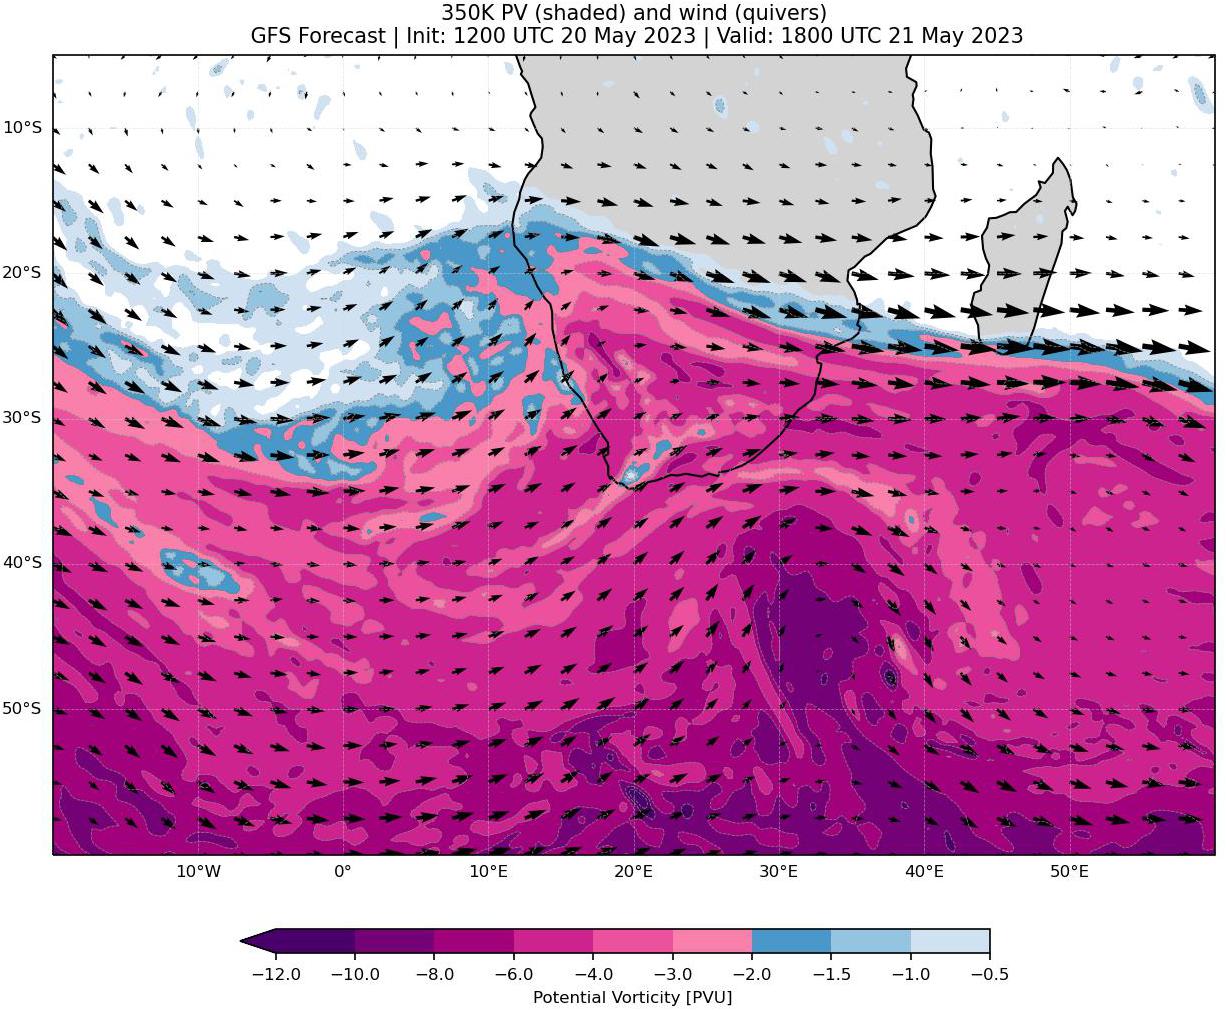 350K PV (shaded) and wind (quivers)
GFS Forecast | Init: 1200 UTC 20 May 2023 | Valid: 1800 UTC 21 May 2023
10°S
20°S
30°S
40°S
50°S
10°W 0° 10°E 20°E 30°E 40°E 50°E
−12.0 −10.0 −8.0 −6.0 −4.0 −3.0 −2.0 −1.5 −1.0 −0.5
Potential Vorticity [PVU]